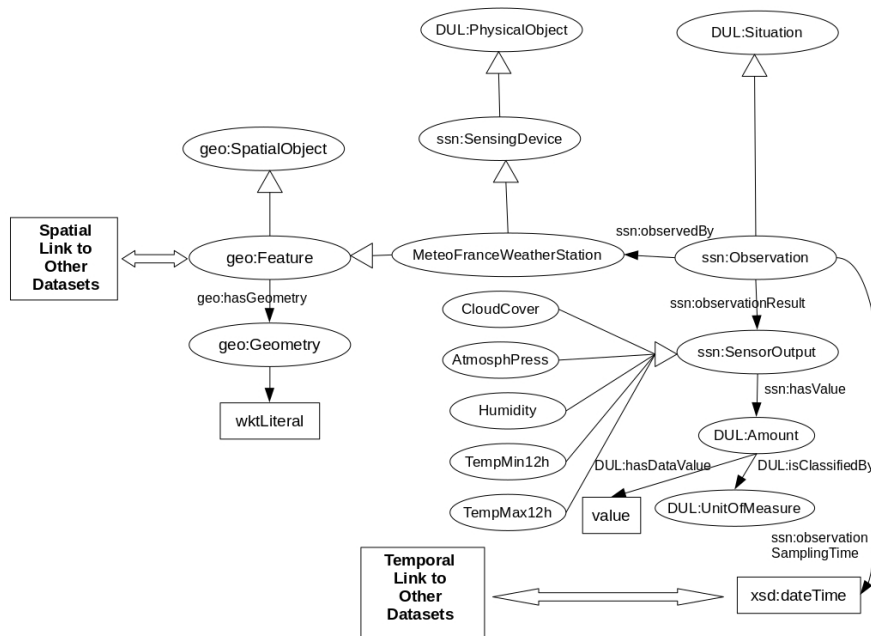 DUL:PhysicalObject
DUL:Situation
ssn:SensingDevice
geo:SpatialObject
Spatial
Link to
Other
Datasets
geo:Feature
MeteoFranceWeatherStation
ssn:observedBy
ssn:Observation
geo:hasGeometry
CloudCover
ssn:observationResult
geo:Geometry
AtmosphPress
ssn:SensorOutput
ssn:hasValue
wktLiteral
Humidity
DUL:Amount
TempMin12h
DUL:hasDataValue
DUL:isClassifiedBy
TempMax12h
value
DUL:UnitOfMeasure
ssn:observation
SamplingTime
Temporal
Link to
Other
Datasets
xsd:dateTime